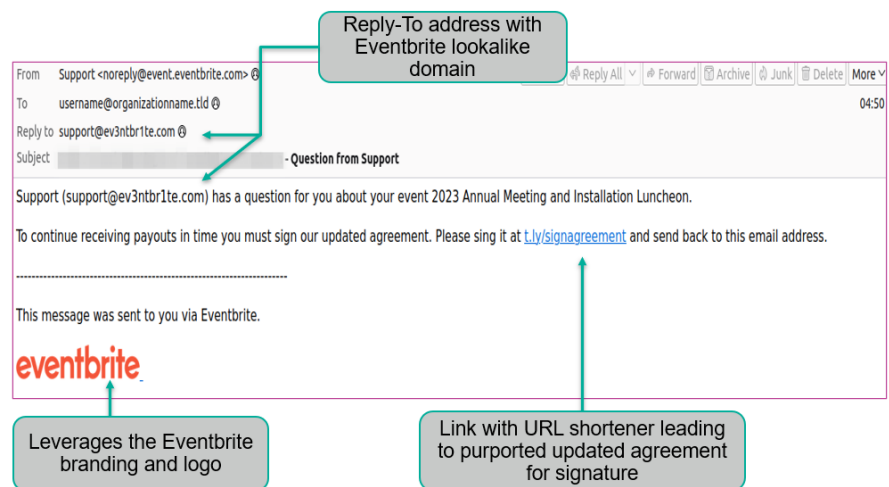 Reply-To address with
Eventbrite lookalike
domain
From Support <noreply@event.eventbrite.com>
Reply All Forward Archive Junk Delete More
To username@organizationname.tld 04:50
Reply to support@ev3ntbr1te.com
Subject - Question from Support
Support (support@ev3ntbr1te.com) has a question for you about your event 2023 Annual Meeting and Installation Luncheon.
To continue receiving payouts in time you must sign our updated agreement. Please sing it at t.ly/signagreement and send back to this email address.
--------------------------------------------------------------------
This message was sent to you via Eventbrite.
eventbrite
Leverages the Eventbrite
branding and logo
Link with URL shortener leading
to purported updated agreement
for signature